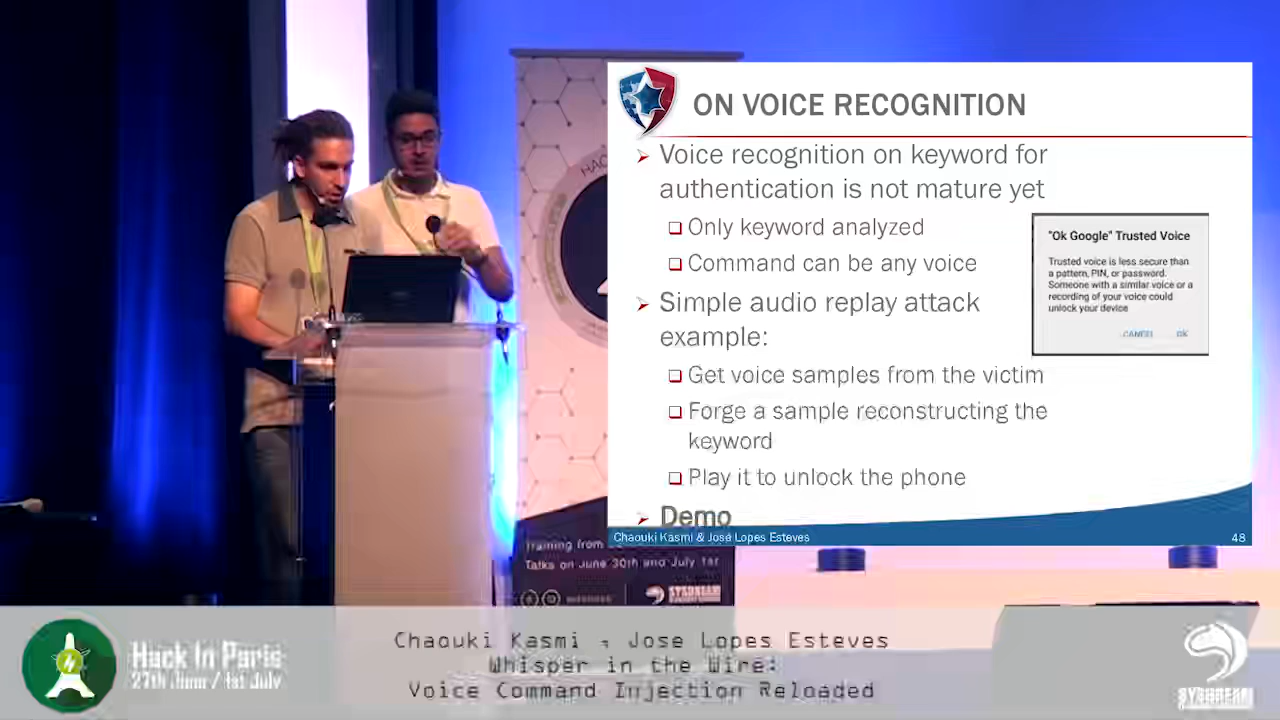 ON VOICE RECOGNITION
Voice recognition on keyword for
authentication is not mature yet
Only keyword analyzed
Command can be any voice
"Ok Google" Trusted Voice
Trusted voice is less secure than
a pattern, PIN, or password.
Someone with a similar voice or a
recording of your voice could
unlock your device
CANCEL OK
Simple audio replay attack
example:
Get voice samples from the victim
Forge a sample reconstructing the
keyword
Play it to unlock the phone
Demo
Chaouki Kasmi & José Lopes Esteves 48
HAC
Training from
Talks on June 30th and July 1st
SYSDREAM
Hack In Paris
27th June / 1st July
Chaouki Kasmi - Jose Lopes Esteves
Whisper in the Wire:
Voice Command Injection Reloaded
SYSDREAM